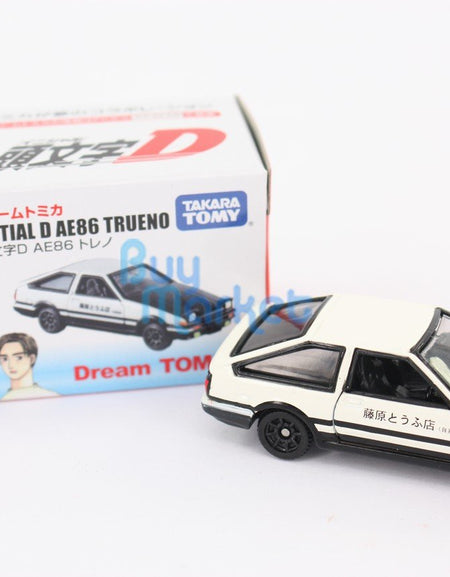 頭文字D
TAKARA
TOMY
ームトミカ
TIAL D AE86 TRUENO
字D AE86 トレノ
Buy
Market
Dream TOM
藤原とうふ店